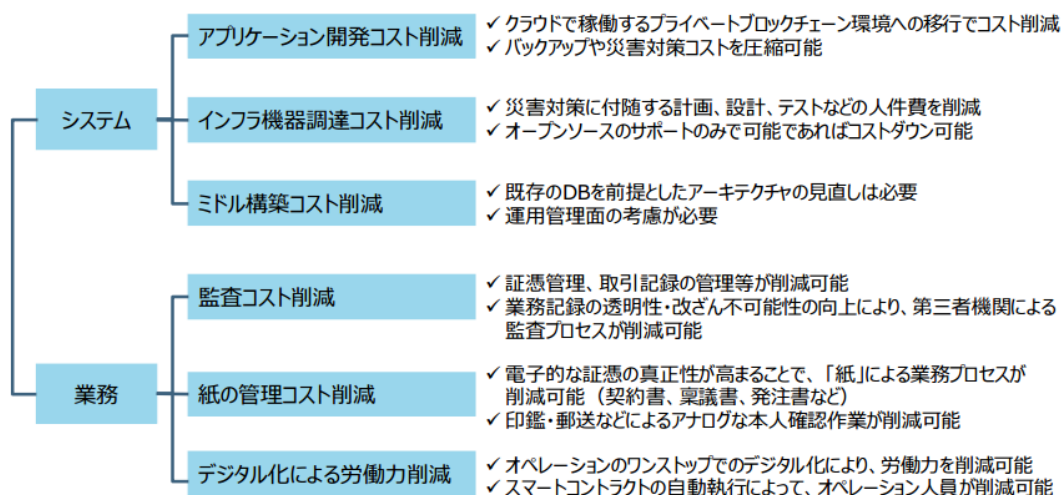 システム
アプリケーション開発コスト削減
✓ クラウドで稼働するプライベートブロックチェーン環境への移行でコスト削減
✓ バックアップや災害対策コストを圧縮可能
インフラ機器調達コスト削減
✓ 災害対策に付随する計画、設計、テストなどの人件費を削減
✓ オープンソースのサポートのみで可能であればコストダウン可能
ミドル構築コスト削減
✓ 既存のDBを前提としたアーキテクチャの見直しは必要
✓ 運用管理面の考慮が必要
業務
監査コスト削減
✓ 証憑管理、取引記録の管理等が削減可能
✓ 業務記録の透明性・改ざん不可能性の向上により、第三者機関による
監査プロセスが削減可能
紙の管理コスト削減
✓ 電子的な証憑の真正性が高まることで、「紙」による業務プロセスが
削減可能（契約書、稟議書、発注書など）
✓ 印鑑・郵送などによるアナログな本人確認作業が削減可能
デジタル化による労働力削減
✓ オペレーションのワンストップでのデジタル化により、労働力を削減可能
✓ スマートコントラクトの自動執行によって、オペレーション人員が削減可能